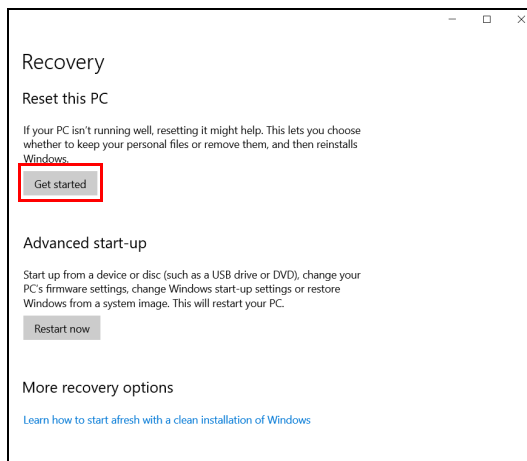 Recovery
Reset this PC
If your PC isn't running well, resetting it might help. This lets you choose
whether to keep your personal files or remove them, and then reinstalls
Windows.
Get started
Advanced start-up
Start up from a device or disc (such as a USB drive or DVD), change your
PC's firmware settings, change Windows start-up settings or restore
Windows from a system image. This will restart your PC.
Restart now
More recovery options
Learn how to start afresh with a clean installation of Windows